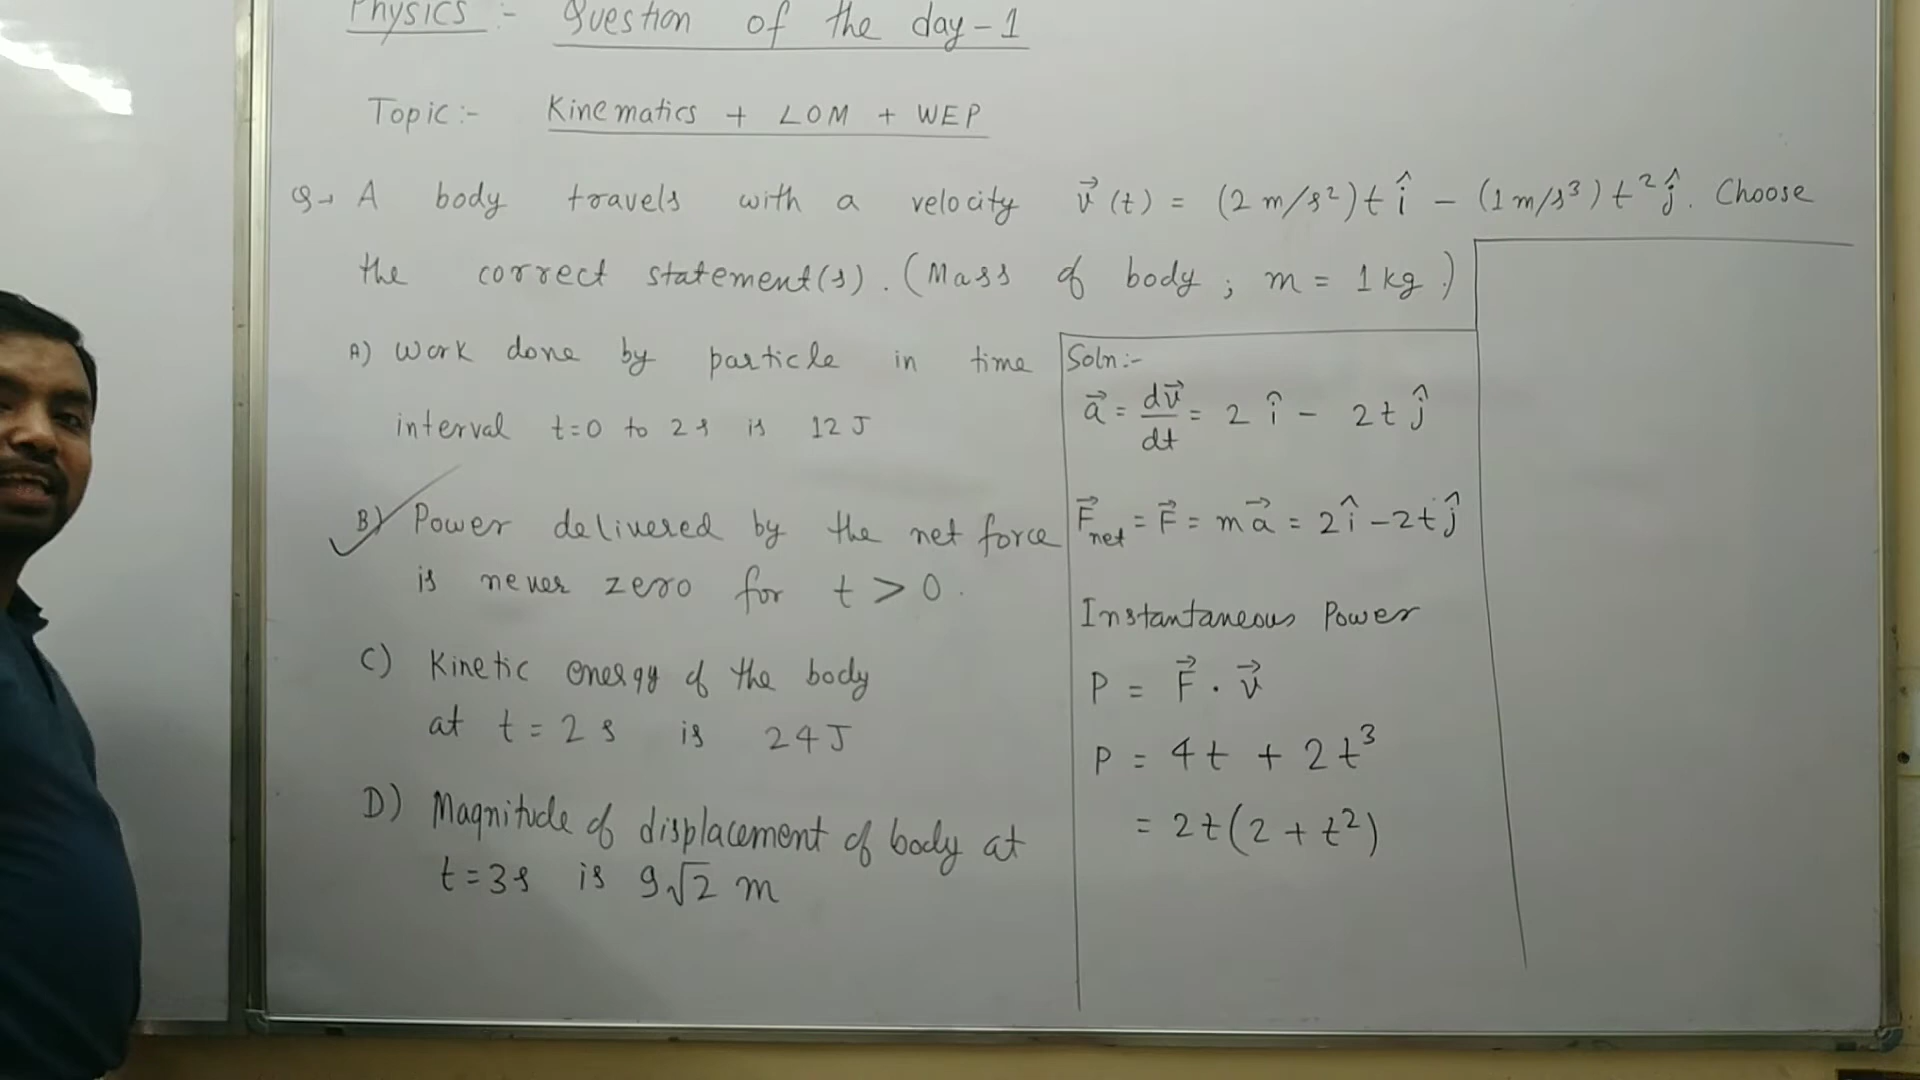 Physics :- Question of the day-1
Topic :- Kinematics + LOM + WEP
Q→ A body travels with a velocity v⃗(t) = (2 m/s²)t î − (1 m/s³)t² ĵ. Choose
the correct statement(s). (Mass of body ; m = 1 kg.)
A) Work done by particle in time
interval t=0 to 2s is 12 J
B) Power delivered by the net force
is never zero for t > 0.
C) Kinetic energy of the body
at t = 2 s is 24 J
D) Magnitude of displacement of body at
t = 3s is 9√2 m
Soln :-
a⃗ = dv⃗/dt = 2 î − 2t ĵ
F⃗net = F⃗ = ma⃗ = 2î − 2tĵ
Instantaneous Power
P = F⃗ . v⃗
P = 4t + 2t³
= 2t(2 + t²)